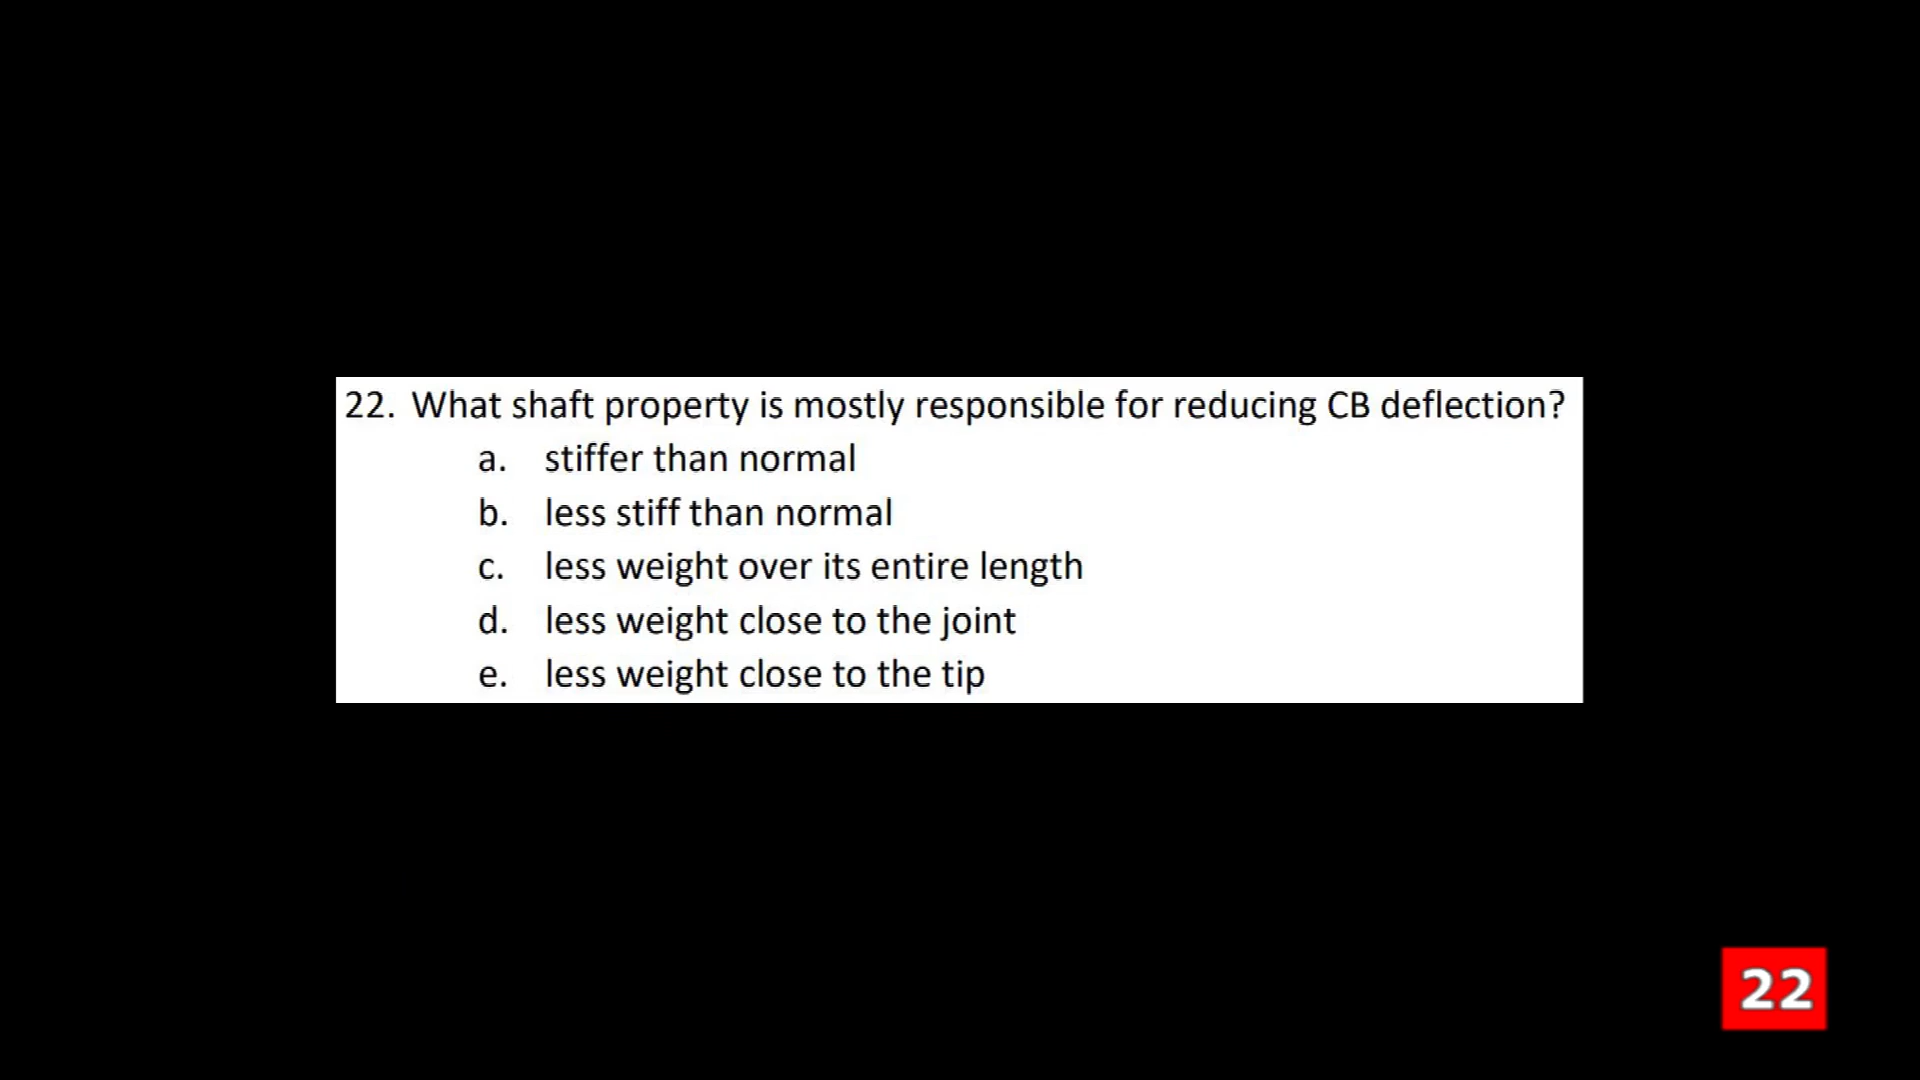 22. What shaft property is mostly responsible for reducing CB deflection?
a. stiffer than normal
b. less stiff than normal
c. less weight over its entire length
d. less weight close to the joint
e. less weight close to the tip
22